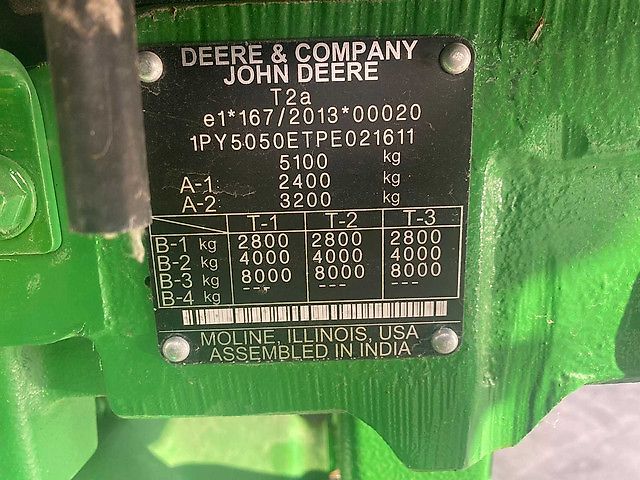 DEERE & COMPANY
JOHN DEERE
T2a
e1*167/2013*00020
1PY5050ETPE021611
5100 kg
A-1 2400 kg
A-2 3200 kg
T-1 T-2 T-3
B-1 kg 2800 2800 2800
B-2 kg 4000 4000 4000
B-3 kg 8000 8000 8000
B-4 kg --- --- ---
MOLINE, ILLINOIS, USA
ASSEMBLED IN INDIA